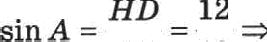 sin A = HD = 12 ⇒